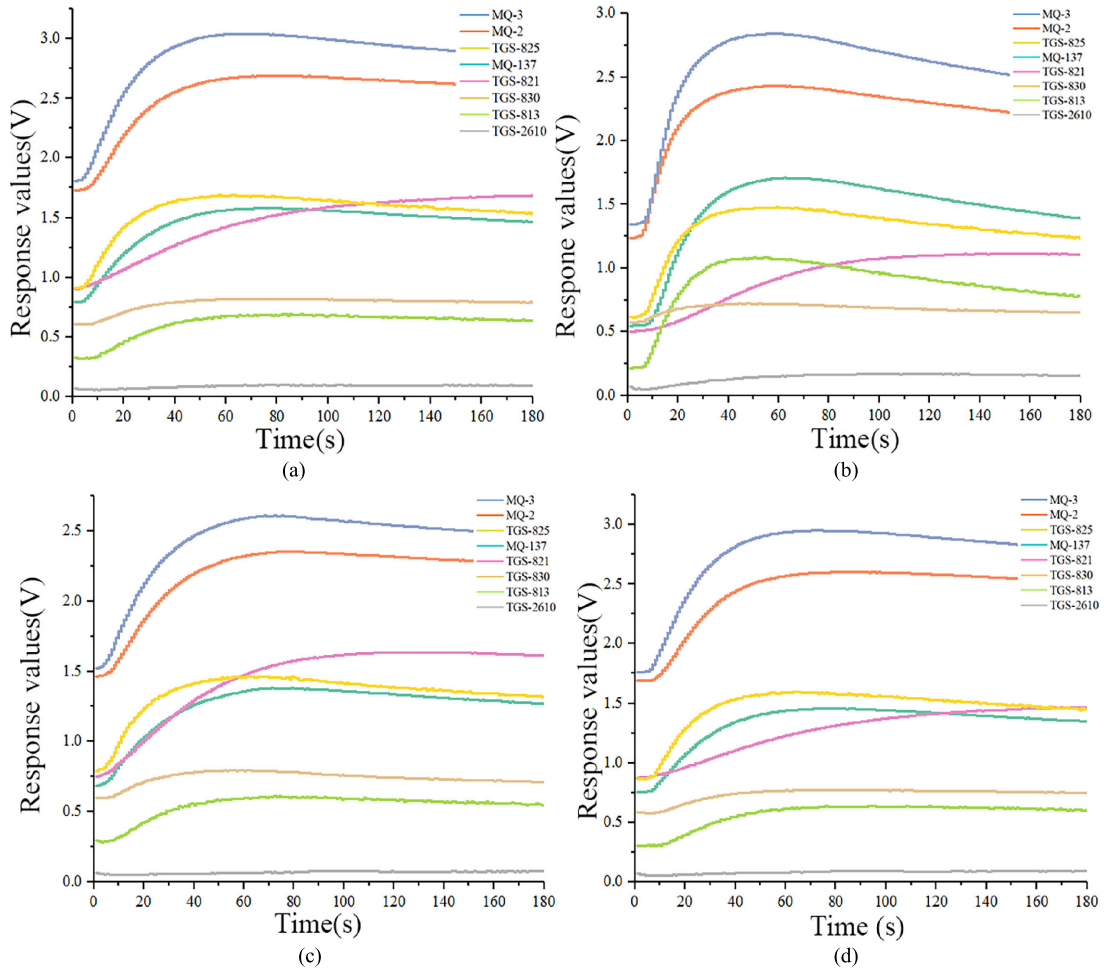 MQ-3
MQ-2
TGS-825
MQ-137
TGS-821
TGS-830
TGS-813
TGS-2610
3.0
2.5
2.0
1.5
1.0
0.5
0.0
Response values(V)
0 20 40 60 80 100 120 140 160 180
Time(s)
(a)
MQ-3
MQ-2
TGS-825
MQ-137
TGS-821
TGS-830
TGS-813
TGS-2610
3.0
2.5
2.0
1.5
1.0
0.5
0.0
Respone values(V)
0 20 40 60 80 100 120 140 160 180
Time(s)
(b)
MQ-3
MQ-2
TGS-825
MQ-137
TGS-821
TGS-830
TGS-813
TGS-2610
2.5
2.0
1.5
1.0
0.5
0.0
Response values(V)
0 20 40 60 80 100 120 140 160 180
Time(s)
(c)
MQ-3
MQ-2
TGS-825
MQ-137
TGS-821
TGS-830
TGS-813
TGS-2610
3.0
2.5
2.0
1.5
1.0
0.5
0.0
Response values(V)
0 20 40 60 80 100 120 140 160 180
Time (s)
(d)